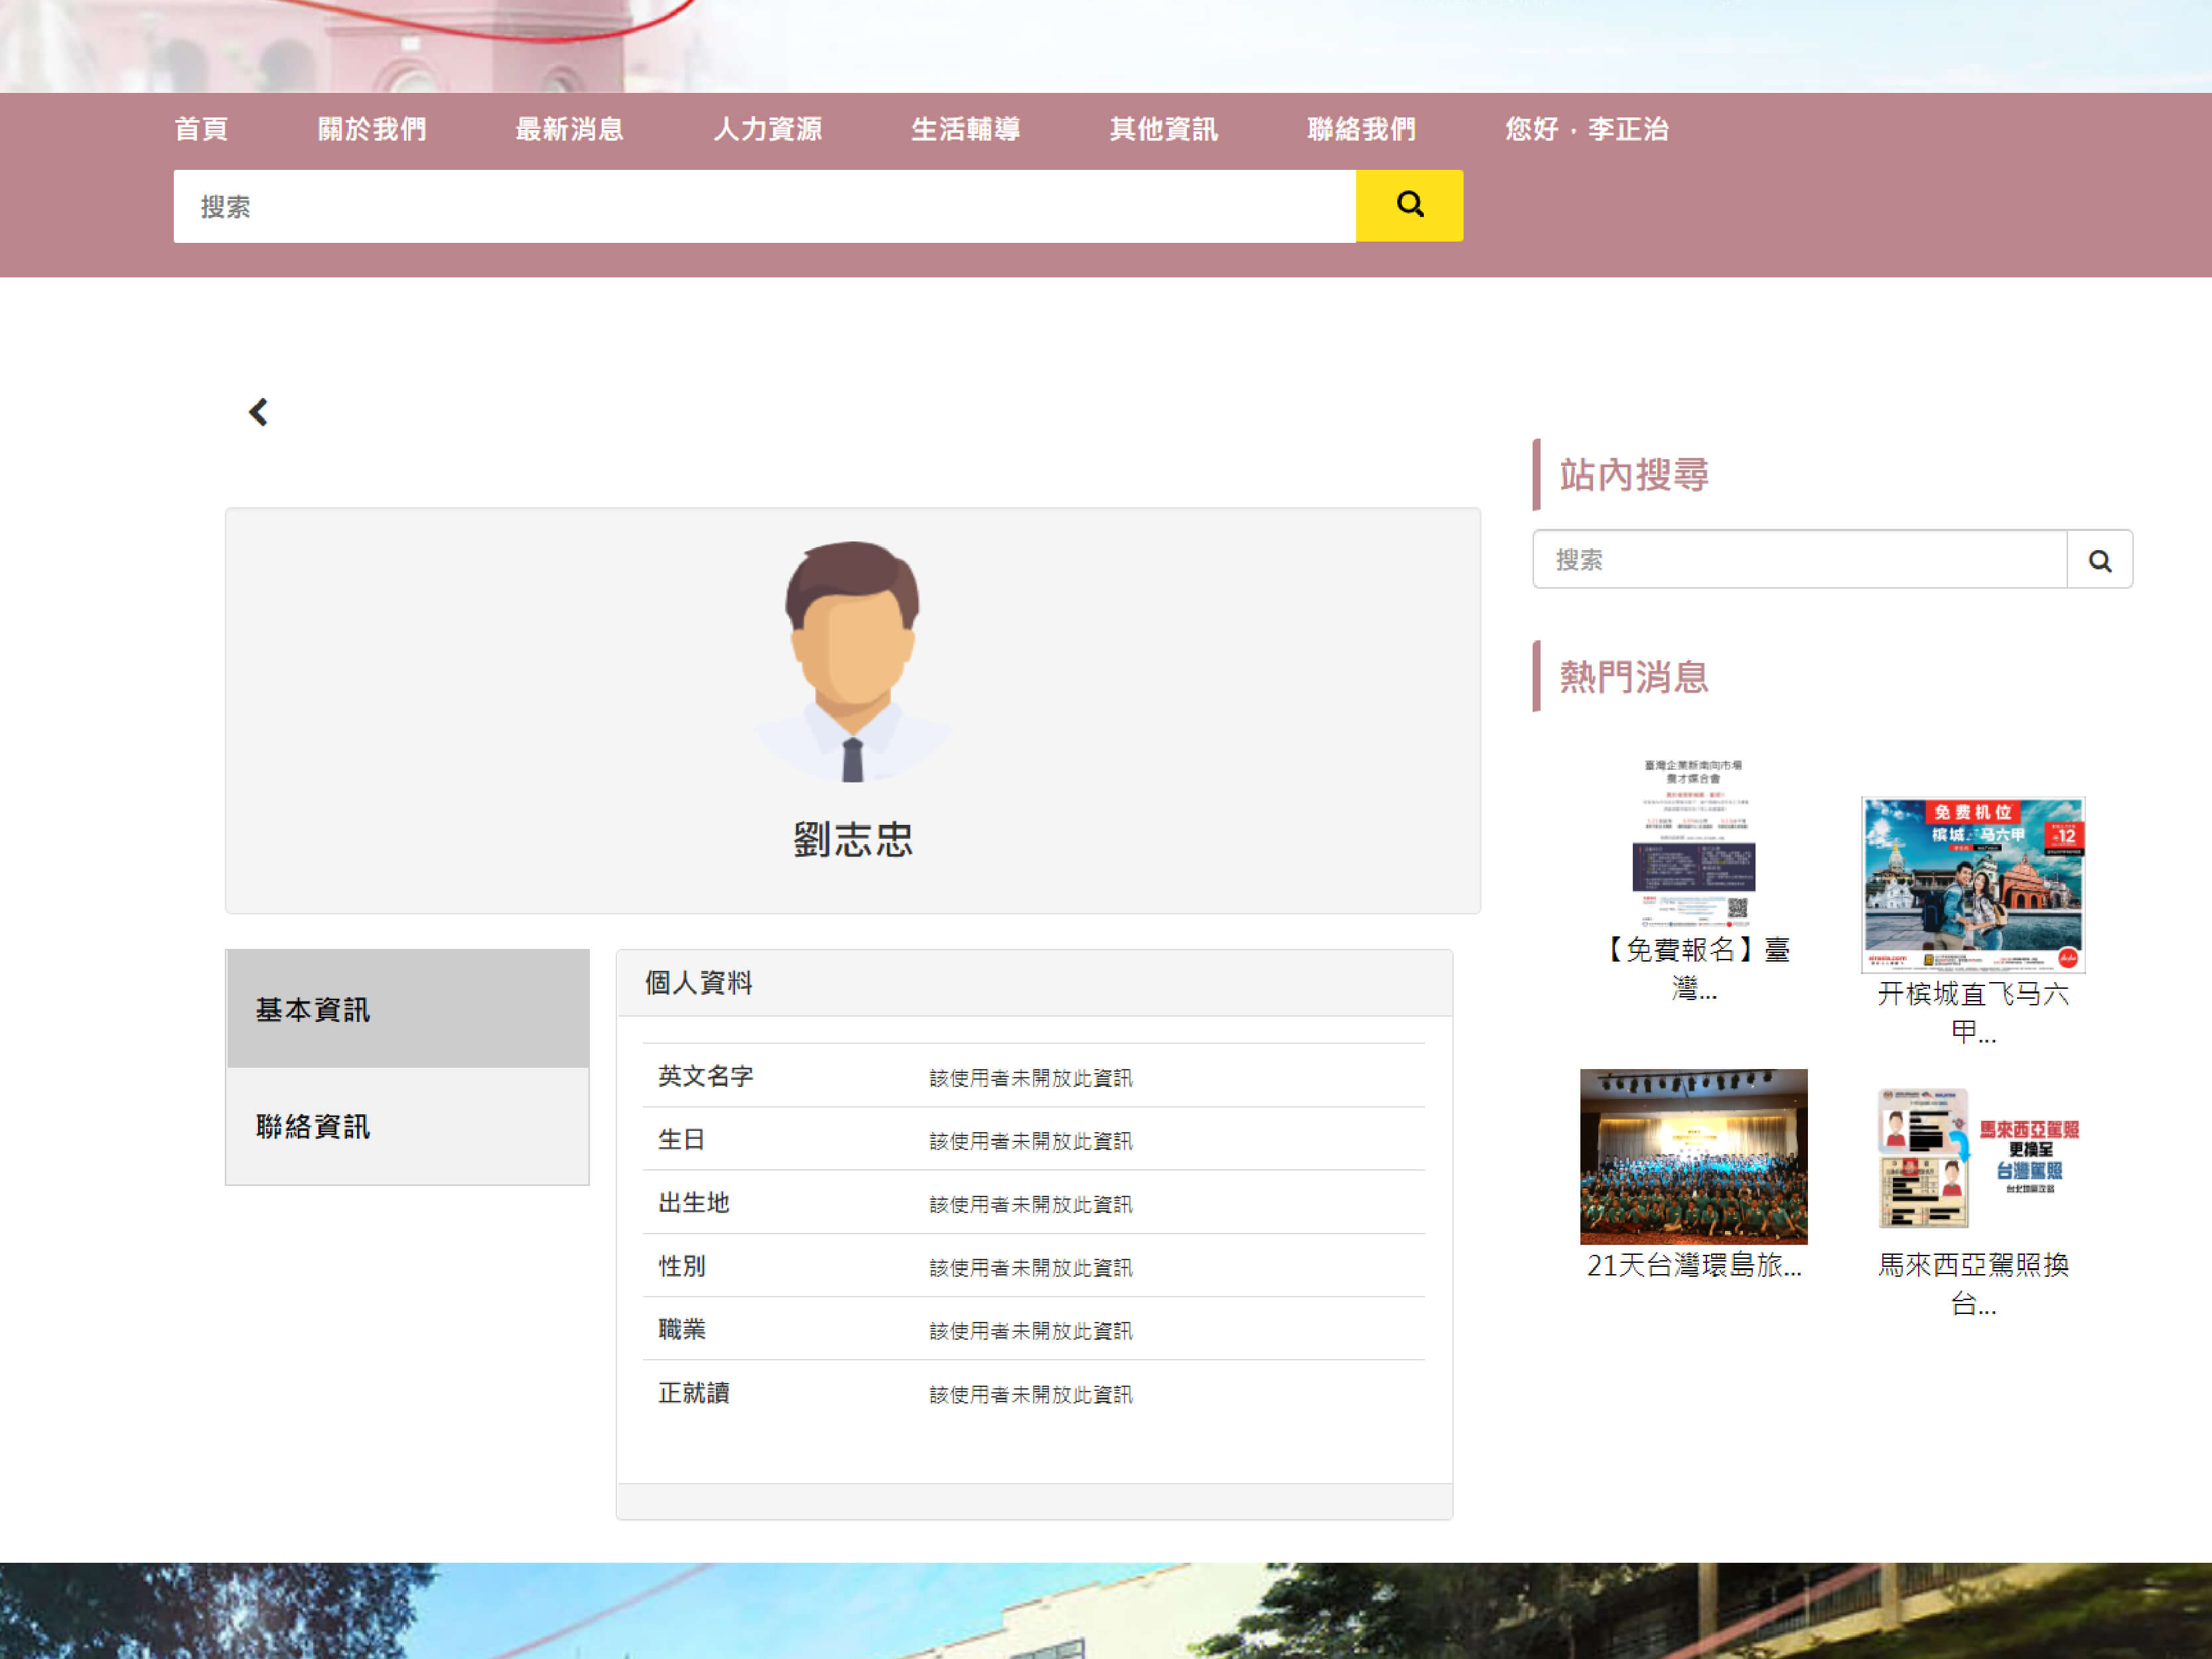 首頁 關於我們 最新消息 人力資源 生活輔導 其他資訊 聯絡我們 您好,李正治
搜索
劉志忠
基本資訊
聯絡資訊
個人資料
英文名字 該使用者未開放此資訊
生日 該使用者未開放此資訊
出生地 該使用者未開放此資訊
性別 該使用者未開放此資訊
職業 該使用者未開放此資訊
正就讀 該使用者未開放此資訊
站內搜尋
搜索
熱門消息
臺灣企業新南向市場
攬才媒合會
【免費報名】臺
灣...
免费机位
槟城 马六甲
12
airasia.com
开槟城直飞马六
甲...
21天台灣環島旅...
馬來西亞駕照
更換至
台灣駕照
馬來西亞駕照換
台...